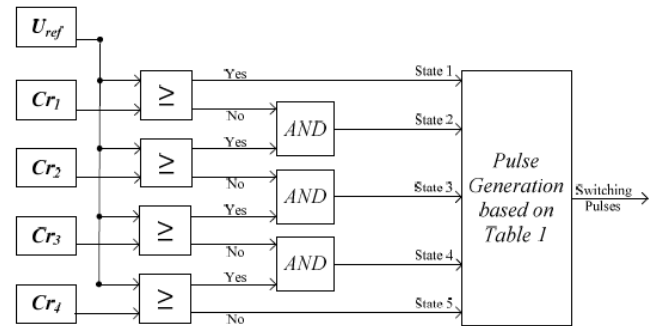 U_ref
Yes
State 1
Cr₁
≥
No
AND
State 2
Yes
Cr₂
≥
No
AND
State 3
Yes
Cr₃
≥
No
AND
State 4
Yes
Cr₄
≥
No
State 5
Pulse
Generation
based on
Table 1
Switching
Pulses